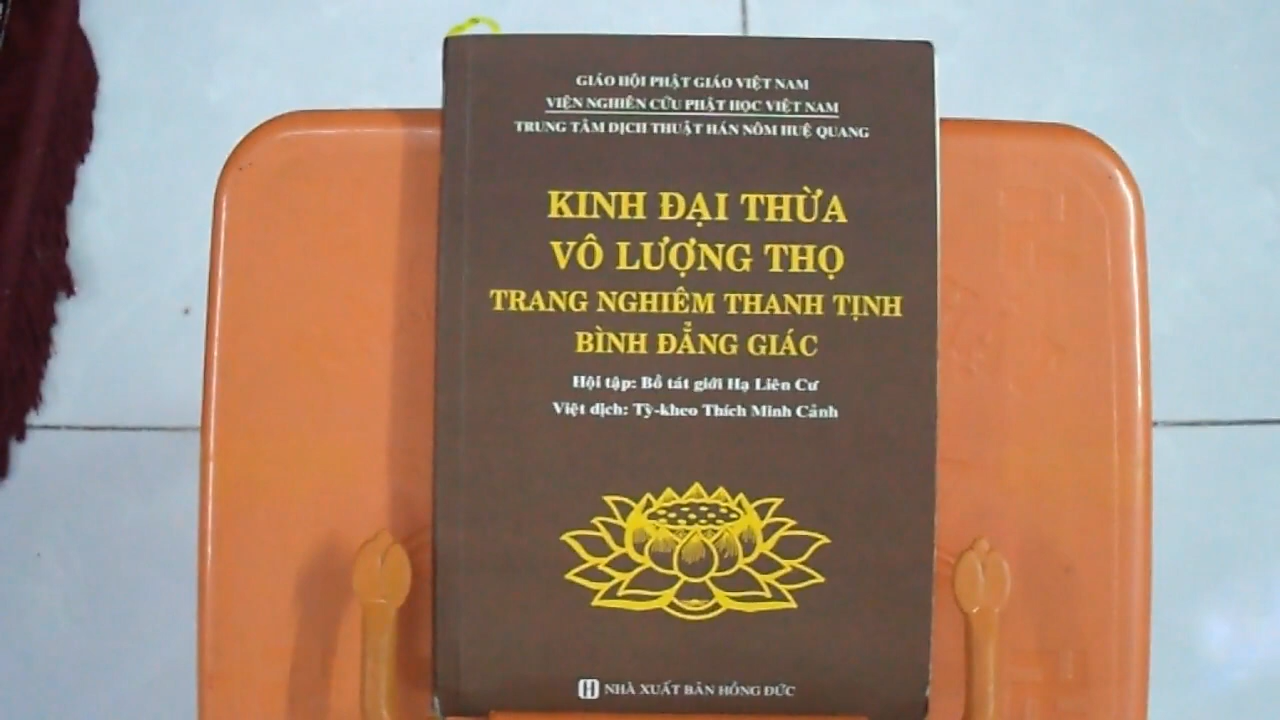 GIÁO HỘI PHẬT GIÁO VIỆT NAM
VIỆN NGHIÊN CỨU PHẬT HỌC VIỆT NAM
TRUNG TÂM DỊCH THUẬT HÁN NÔM HUỆ QUANG
KINH ĐẠI THỪA
VÔ LƯỢNG THỌ
TRANG NGHIÊM THANH TỊNH
BÌNH ĐẲNG GIÁC
Hội tập: Bồ tát giới Hạ Liên Cư
Việt dịch: Tỳ-kheo Thích Minh Cảnh
NHÀ XUẤT BẢN HỒNG ĐỨC